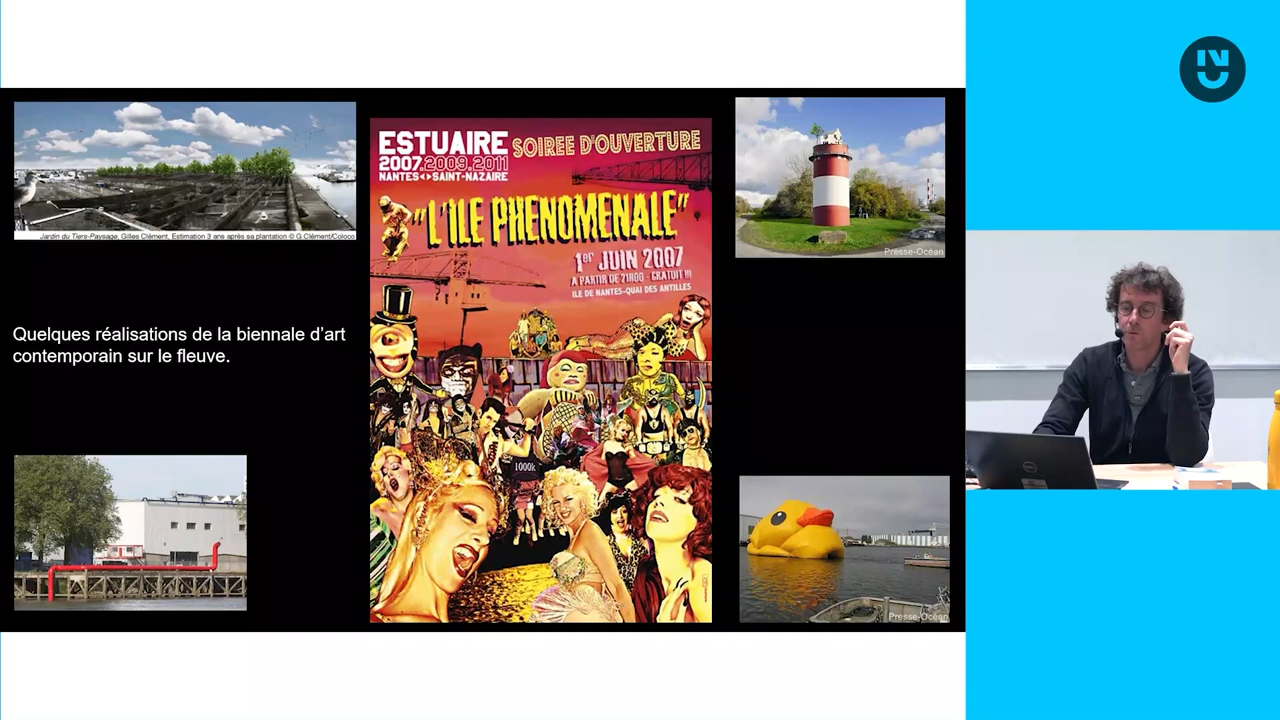 Jardin du Tiers-Paysage, Gilles Clément, Estimation 3 ans après sa plantation © G.Clément/Coloco
Quelques réalisations de la biennale d’art
contemporain sur le fleuve.
ESTUAIRE
2007.2009.2011
NANTES<>SAINT-NAZAIRE
SOIREE D'OUVERTURE
"L'ILE PHENOMENALE"
1er JUIN 2007
A PARTIR DE 21H00 - GRATUIT !!!
ILE DE NANTES-QUAI DES ANTILLES
1000k
Presse-Océan
Presse-Océan
DELL